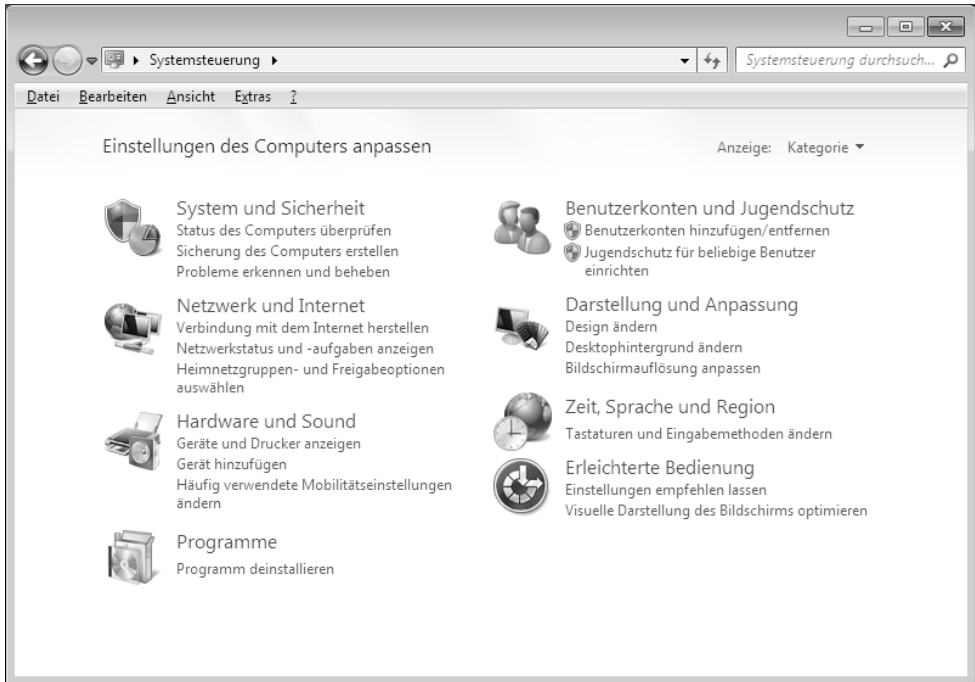 Systemsteuerung
Systemsteuerung durchsuch...
Datei Bearbeiten Ansicht Extras ?
Einstellungen des Computers anpassen
Anzeige: Kategorie
System und Sicherheit
Status des Computers überprüfen
Sicherung des Computers erstellen
Probleme erkennen und beheben
Netzwerk und Internet
Verbindung mit dem Internet herstellen
Netzwerkstatus und -aufgaben anzeigen
Heimnetzgruppen- und Freigabeoptionen
auswählen
Hardware und Sound
Geräte und Drucker anzeigen
Gerät hinzufügen
Häufig verwendete Mobilitätseinstellungen
ändern
Programme
Programm deinstallieren
Benutzerkonten und Jugendschutz
Benutzerkonten hinzufügen/entfernen
Jugendschutz für beliebige Benutzer
einrichten
Darstellung und Anpassung
Design ändern
Desktophintergrund ändern
Bildschirmauflösung anpassen
Zeit, Sprache und Region
Tastaturen und Eingabemethoden ändern
Erleichterte Bedienung
Einstellungen empfehlen lassen
Visuelle Darstellung des Bildschirms optimieren